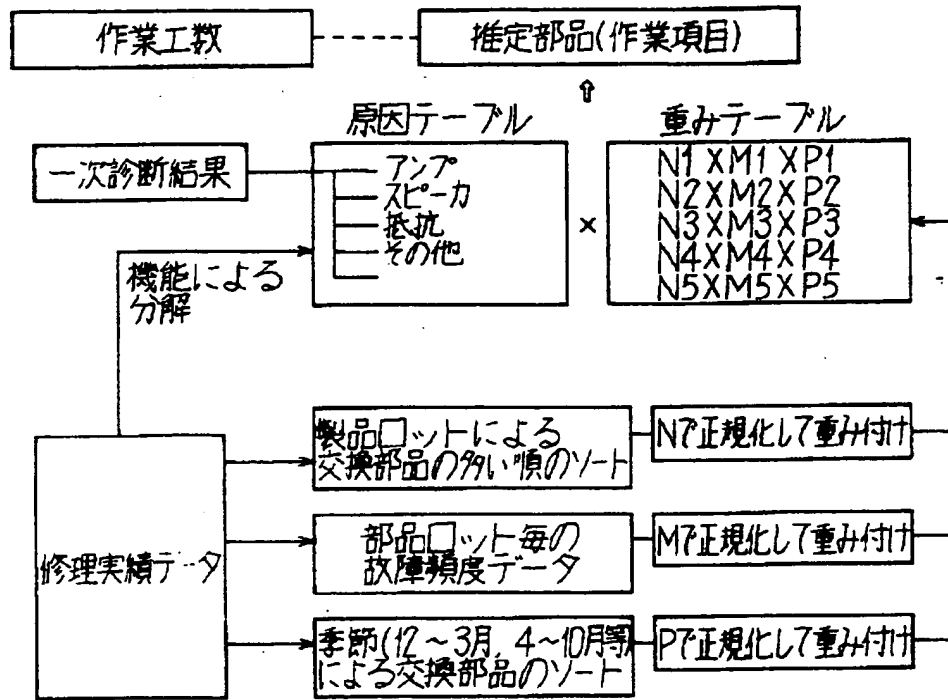 作業工数
推定部品(作業項目)
原因テーブル
重みテーブル
一次診断結果
アンプ
スピーカ
抵抗
その他
×
N1XM1XP1
N2XM2XP2
N3XM3XP3
N4XM4XP4
N5XM5XP5
機能による
分解
修理実績データ
製品ロットによる
交換部品の多い順のソート
Nで正規化して重み付け
部品ロット毎の
故障頻度データ
Mで正規化して重み付け
季節(12～3月, 4～10月等)
による交換部品のソート
Pで正規化して重み付け